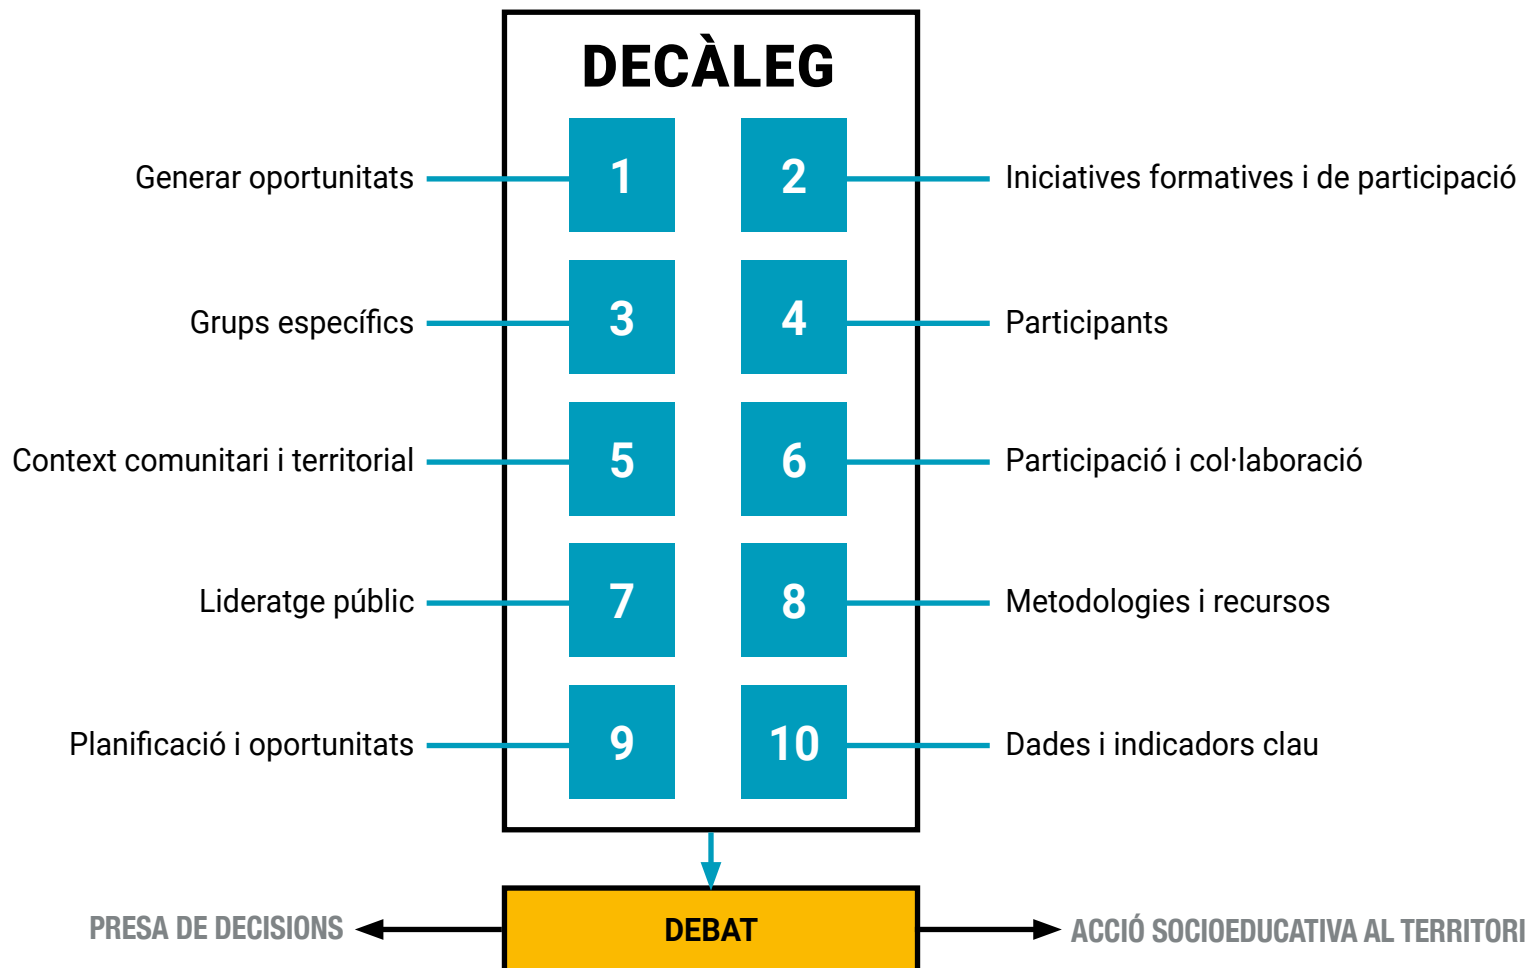 DECÀLEG
Generar oportunitats 1 2 Iniciatives formatives i de participació
Grups específics 3 4 Participants
Context comunitari i territorial 5 6 Participació i col·laboració
Lideratge públic 7 8 Metodologies i recursos
Planificació i oportunitats 9 10 Dades i indicadors clau
PRESA DE DECISIONS DEBAT ACCIÓ SOCIOEDUCATIVA AL TERRITORI